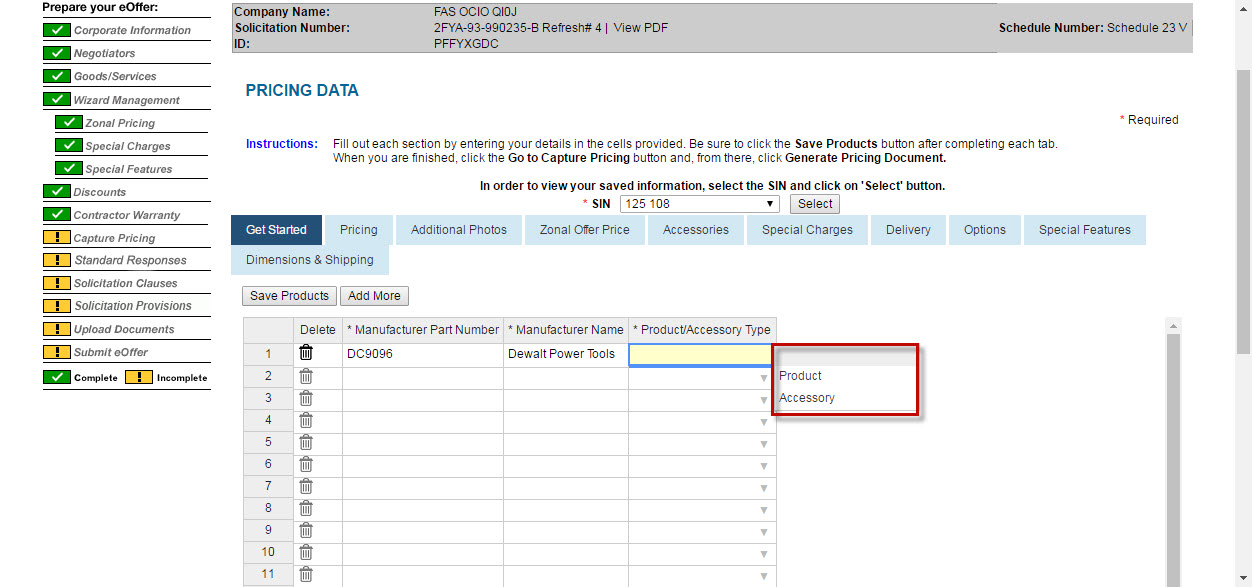 Prepare your eOffer:
Corporate Information
Negotiators
Goods/Services
Wizard Management
Zonal Pricing
Special Charges
Special Features
Discounts
Contractor Warranty
Capture Pricing
Standard Responses
Solicitation Clauses
Solicitation Provisions
Upload Documents
Submit eOffer
Complete Incomplete
Company Name: FAS OCIO QI0J
Solicitation Number: 2FYA-93-990235-B Refresh# 4 | View PDF Schedule Number: Schedule 23 V
ID: PFFYXGDC
PRICING DATA
* Required
Instructions: Fill out each section by entering your details in the cells provided. Be sure to click the Save Products button after completing each tab.
When you are finished, click the Go to Capture Pricing button and, from there, click Generate Pricing Document.
In order to view your saved information, select the SIN and click on 'Select' button.
* SIN 125 108 Select
Get Started Pricing Additional Photos Zonal Offer Price Accessories Special Charges Delivery Options Special Features
Dimensions & Shipping
Save Products Add More
Delete * Manufacturer Part Number * Manufacturer Name * Product/Accessory Type
1 DC9096 Dewalt Power Tools
2 Product
3 Accessory
4
5
6
7
8
9
10
11